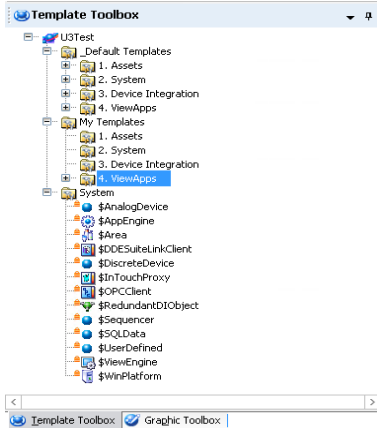 Template Toolbox
U3Test
_Default Templates
1. Assets
2. System
3. Device Integration
4. ViewApps
My Templates
1. Assets
2. System
3. Device Integration
4. ViewApps
System
$AnalogDevice
$AppEngine
$Area
$DDESuiteLinkClient
$DiscreteDevice
$InTouchProxy
$OPCClient
$RedundantDIObject
$Sequencer
$SQLData
$UserDefined
$ViewEngine
$WinPlatform
Template Toolbox Graphic Toolbox